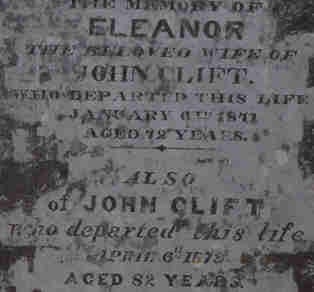 THE MEMORY OF
ELEANOR
THE BELOVED WIFE OF
JOHN CLIFT.
WHO DEPARTED THIS LIFE
JANUARY 6TH
AGED 72 YEARS.
ALSO
of JOHN CLIFT
who departed this life
APRIL 6TH 1878
AGED 82 YEARS.